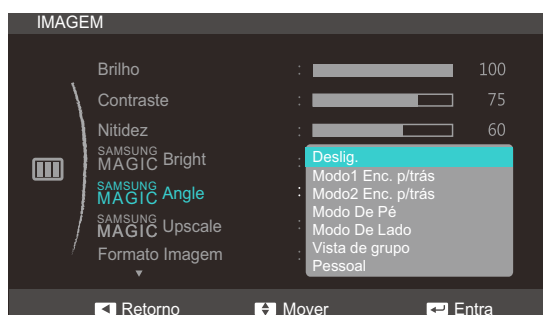 IMAGEM
Brilho : 100
Contraste : 75
Nitidez : 60
SAMSUNG MAGIC Bright :
SAMSUNG MAGIC Angle :
SAMSUNG MAGIC Upscale :
Formato Imagem :
Deslig.
Modo1 Enc. p/trás
Modo2 Enc. p/trás
Modo De Pé
Modo De Lado
Vista de grupo
Pessoal
Retorno Mover Entra